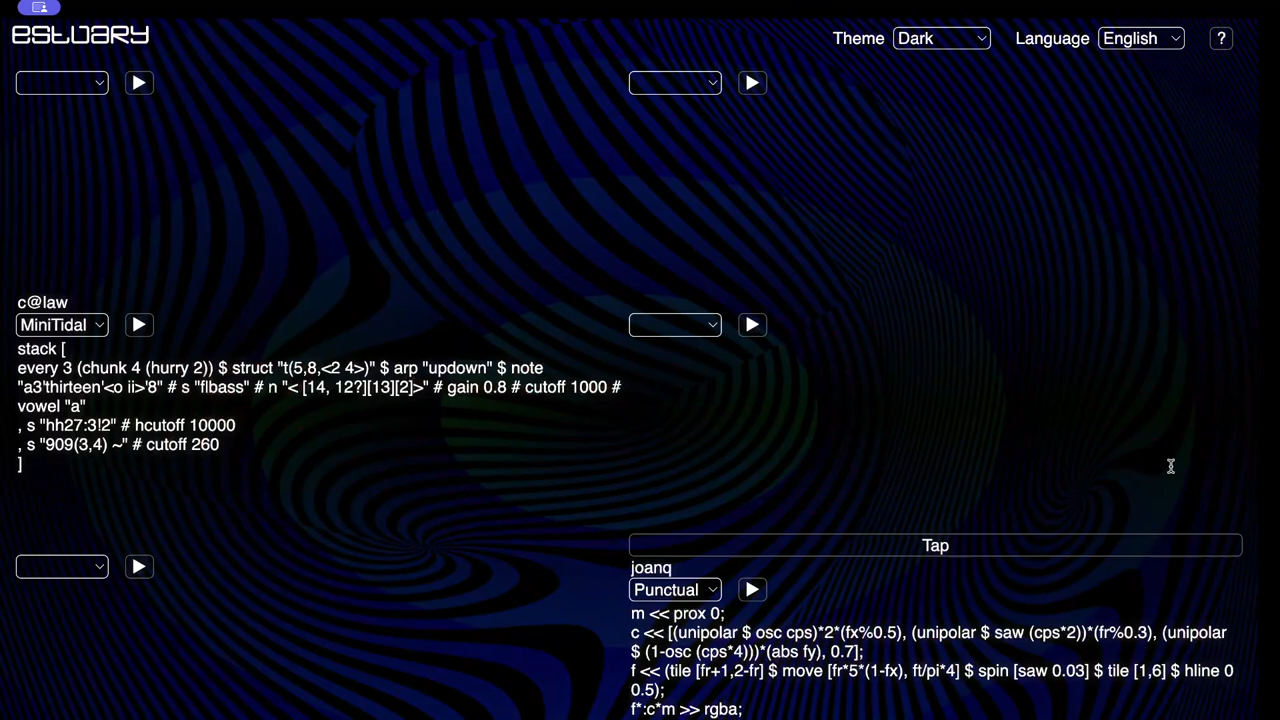 estuary
Theme Dark Language English ?
c@law
MiniTidal
stack [
every 3 (chunk 4 (hurry 2)) $ struct "t(5,8,<2 4>)" $ arp "updown" $ note
"a3'thirteen'<o ii>'8" # s "flbass" # n "< [14, 12?][13][2]>" # gain 0.8 # cutoff 1000 #
vowel "a"
, s "hh27:3!2" # hcutoff 10000
, s "909(3,4) ~" # cutoff 260
]
Tap
joanq
Punctual
m << prox 0;
c << [(unipolar $ osc cps)*2*(fx%0.5), (unipolar $ saw (cps*2))*(fr%0.3), (unipolar
$ (1-osc (cps*4)))*(abs fy), 0.7];
f << (tile [fr+1,2-fr] $ move [fr*5*(1-fx), ft/pi*4] $ spin [saw 0.03] $ tile [1,6] $ hline 0
0.5);
f*:c*m >> rgba;